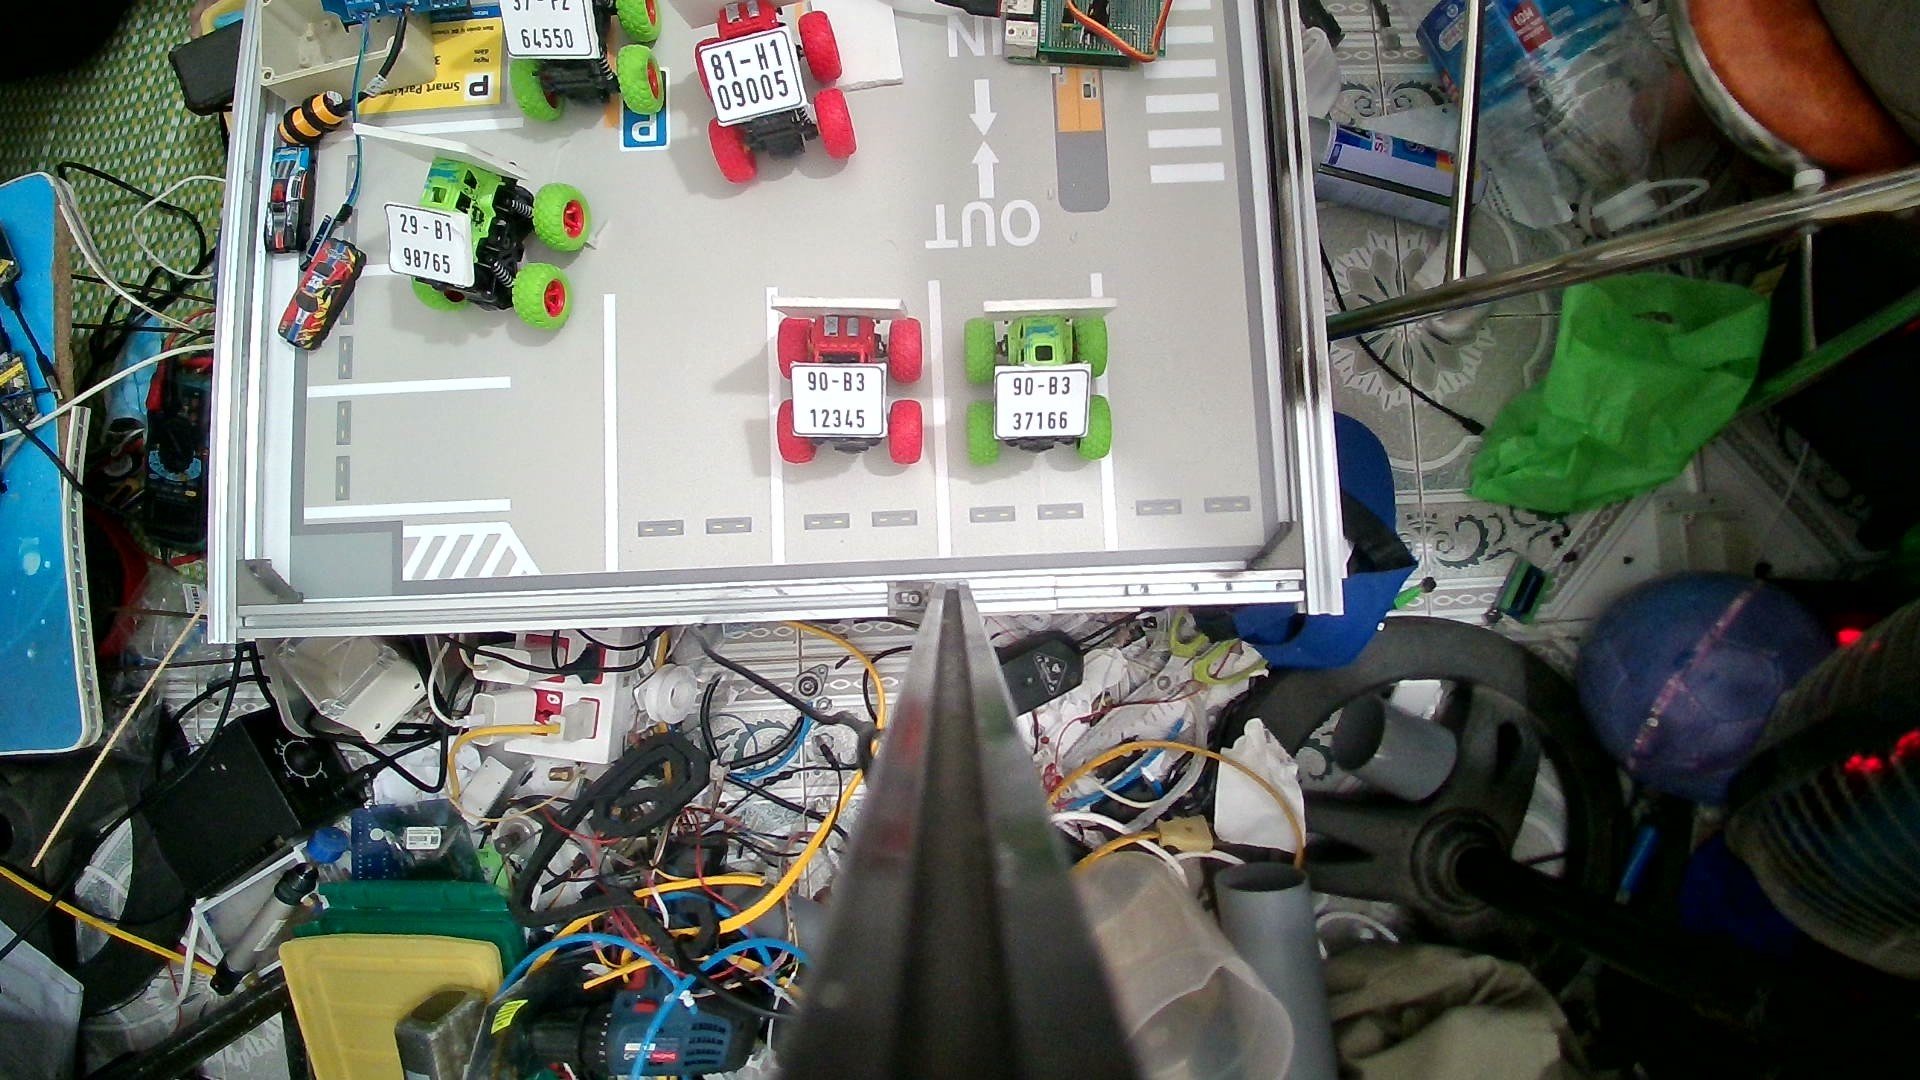 64550
81-H1
09005
Smart Parking
P
P
IN
OUT
29-B1
98765
90-B3
12345
90-B3
37166